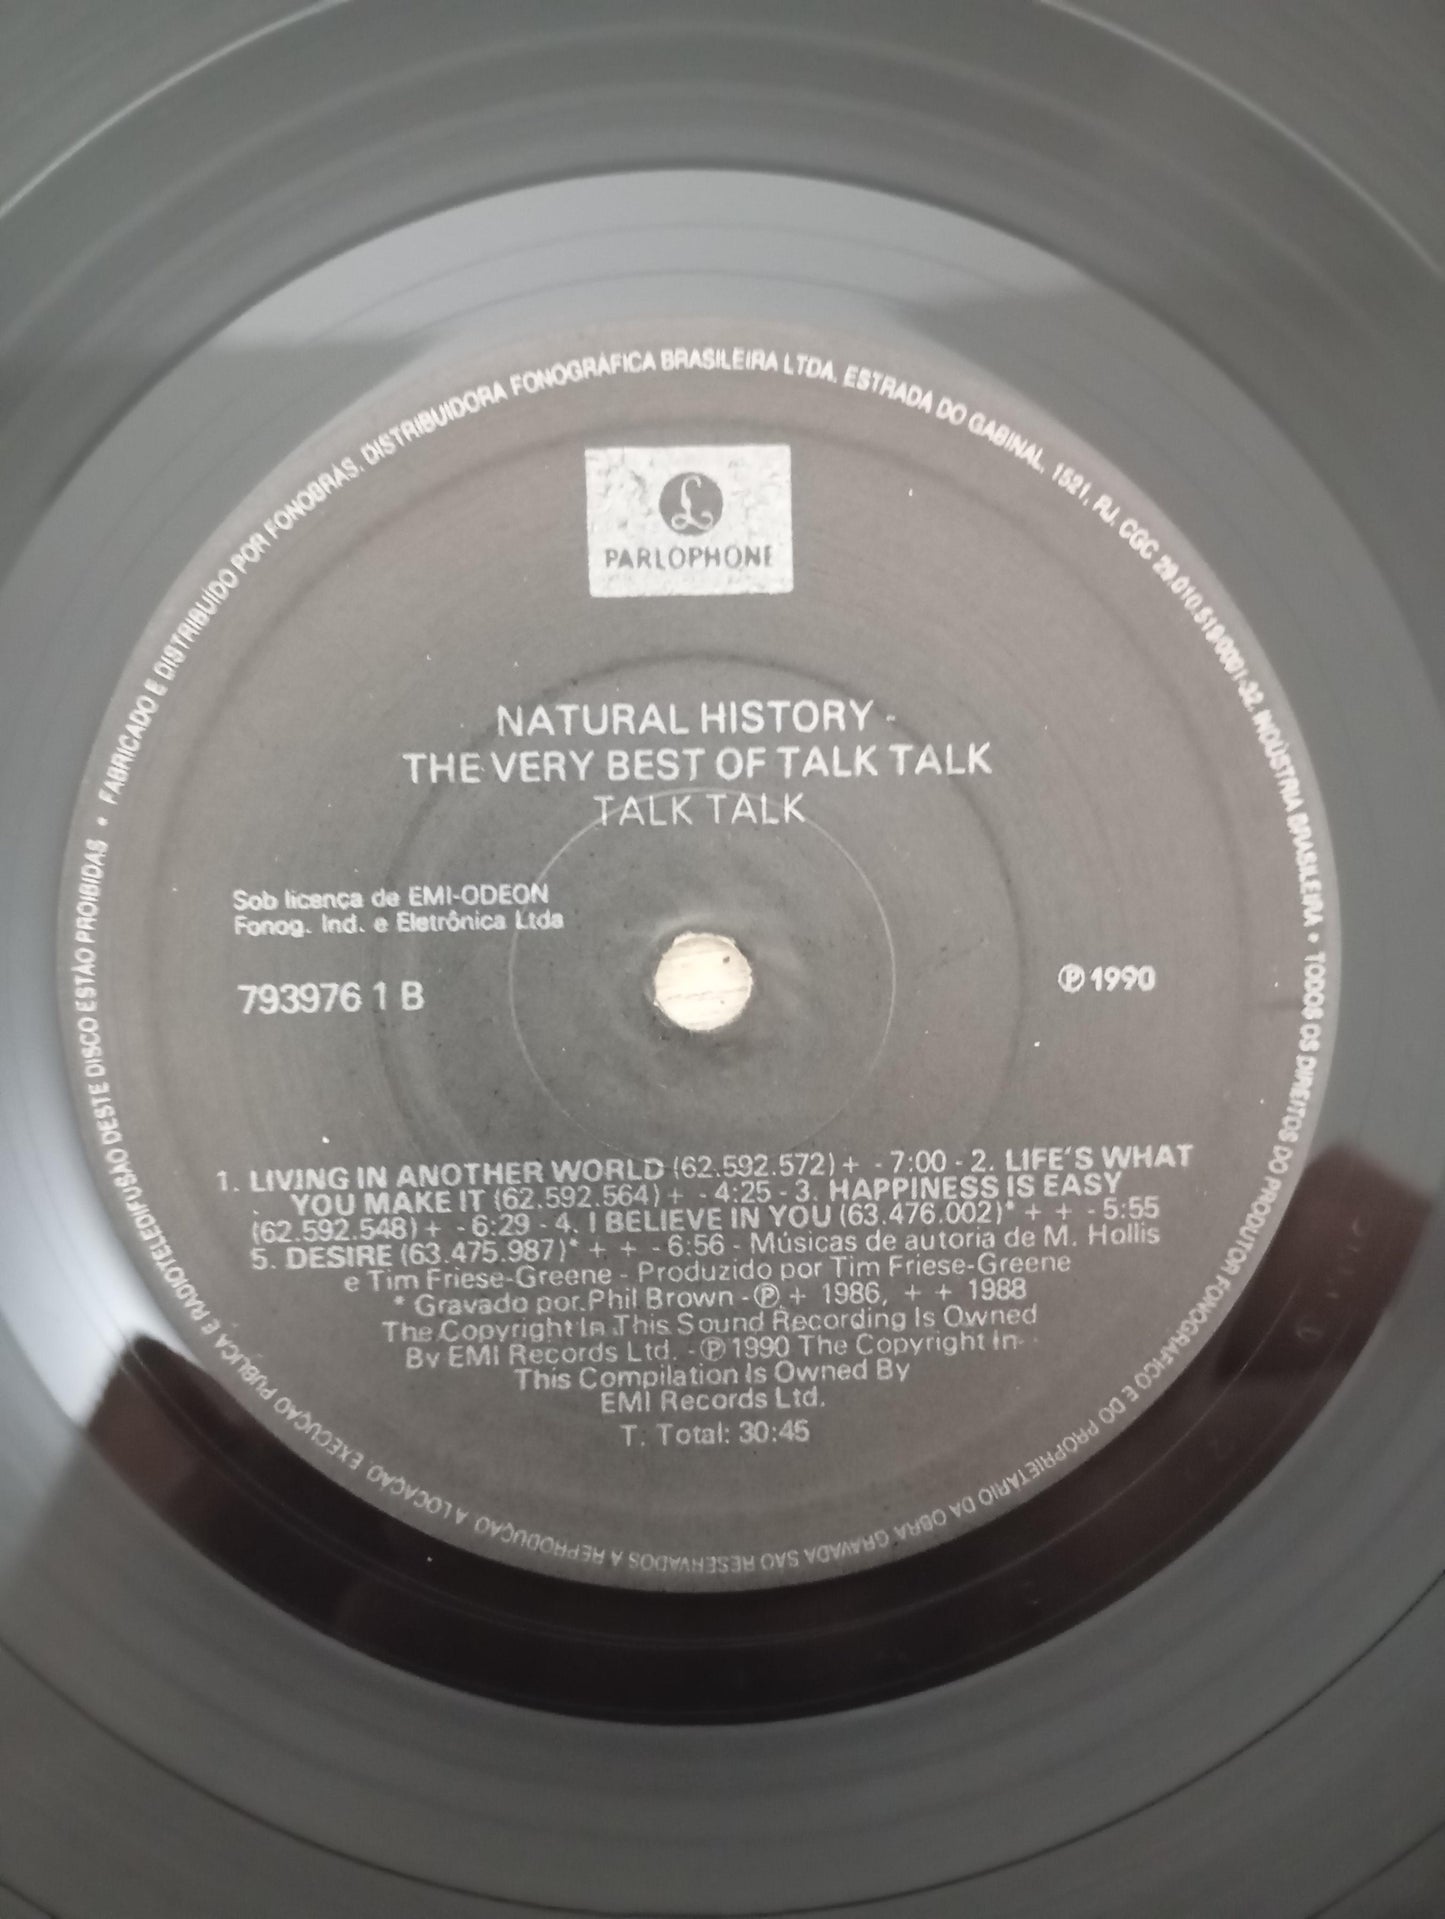 FABRICADO E DISTRIBUÍDO POR FONOBRÁS, DISTRIBUIDORA FONOGRÁFICA BRASILEIRA LTDA, ESTRADA DO GABINAL, 1521, RJ, CGC 29.010.519/0001-32, INDÚSTRIA BRASILEIRA • TODOS OS DIREITOS DO PRODUTOR FONOGRÁFICO E DO PROPRIETÁRIO DA OBRA GRAVADA SÃO RESERVADOS A REPRODUÇÃO A LOCAÇÃO, EXECUÇÃO PÚBLICA E RADIOTELEDIFUSÃO DESTE DISCO ESTÃO PROIBIDAS •
£
PARLOPHONE
NATURAL HISTORY -
THE VERY BEST OF TALK TALK
TALK TALK
Sob licença de EMI-ODEON
Fonog. Ind. e Eletrônica Ltda
793976 1 B
℗ 1990
1. LIVING IN ANOTHER WORLD (62.592.572)+ - 7:00 - 2. LIFE'S WHAT
YOU MAKE IT (62.592.564)+ - 4:25 - 3. HAPPINESS IS EASY
(62.592.548)+ - 6:29 - 4. I BELIEVE IN YOU (63.476.002)* + + - 5:55
5. DESIRE (63.475.987)* + + - 6:56 - Músicas de autoria de M. Hollis
e Tim Friese-Greene - Produzido por Tim Friese-Greene
* Gravado por Phil Brown - ℗ + 1986, + + 1988
The Copyright In This Sound Recording Is Owned
By EMI Records Ltd. - ℗ 1990 The Copyright In
This Compilation Is Owned By
EMI Records Ltd.
T. Total: 30:45